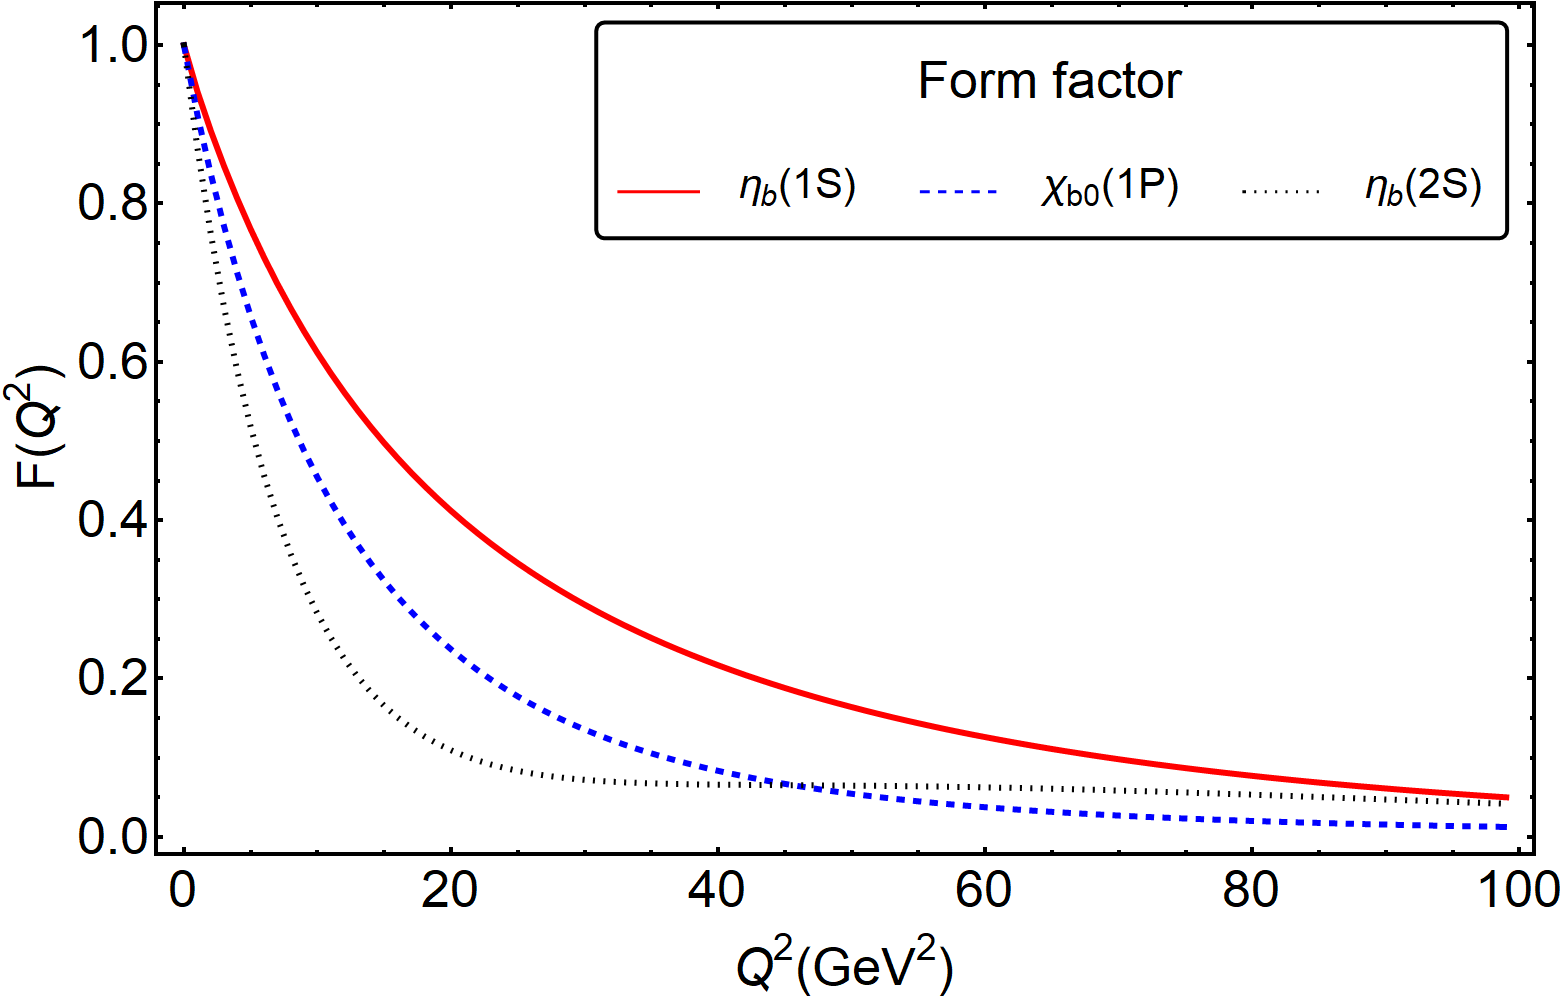 Form factor
η_b(1S) χ_b0(1P) η_b(2S)
1.0
0.8
0.6
0.4
0.2
0.0
F(Q²)
0 20 40 60 80 100
Q²(GeV²)